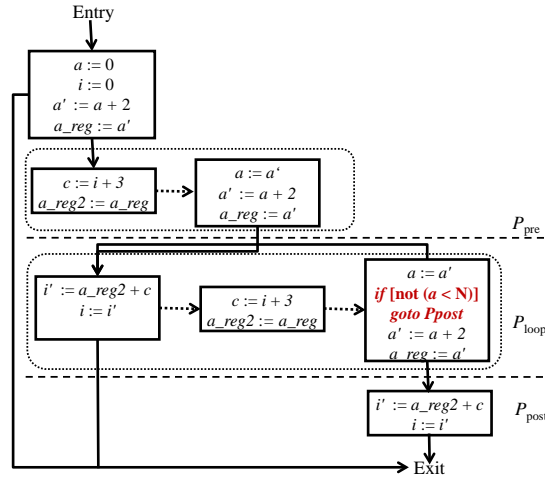 Entry
a := 0
i := 0
a' := a + 2
a_reg := a'
c := i + 3
a_reg2 := a_reg
a := a‘
a' := a + 2
a_reg := a'
P_pre
i' := a_reg2 + c
i := i'
c := i + 3
a_reg2 := a_reg
a := a'
if [not (a < N)]
goto Ppost
a' := a + 2
a_reg := a'
P_loop
i' := a_reg2 + c
i := i'
P_post
Exit